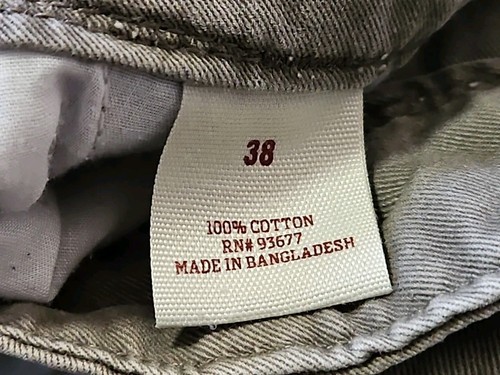 38
100% COTTON
RN# 93677
MADE IN BANGLADESH